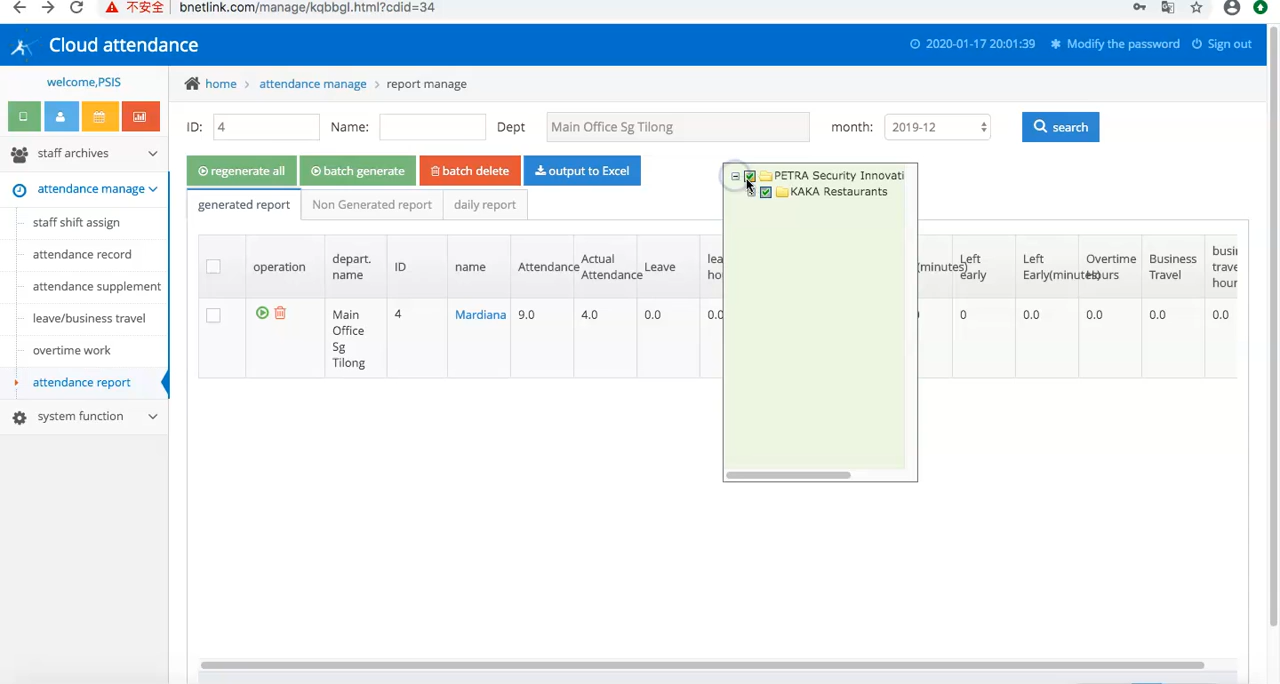 不安全 bnetlink.com/manage/kqbbgl.html?cdid=34
Cloud attendance
2020-01-17 20:01:39 Modify the password Sign out
welcome,PSIS
home > attendance manage > report manage
ID: 4 Name: Dept Main Office Sg Tilong month: 2019-12 search
staff archives
attendance manage
staff shift assign
attendance record
attendance supplement
leave/business travel
overtime work
attendance report
system function
regenerate all batch generate batch delete output to Excel
generated report Non Generated report daily report
PETRA Security Innovati
KAKA Restaurants
operation depart. name ID name Attendance Actual Attendance Leave (minutes) Left early Left Early(minutes) Overtime Hours Business Travel
Main Office Sg Tilong 4 Mardiana 9.0 4.0 0.0 0.0 0 0.0 0.0 0.0 0.0